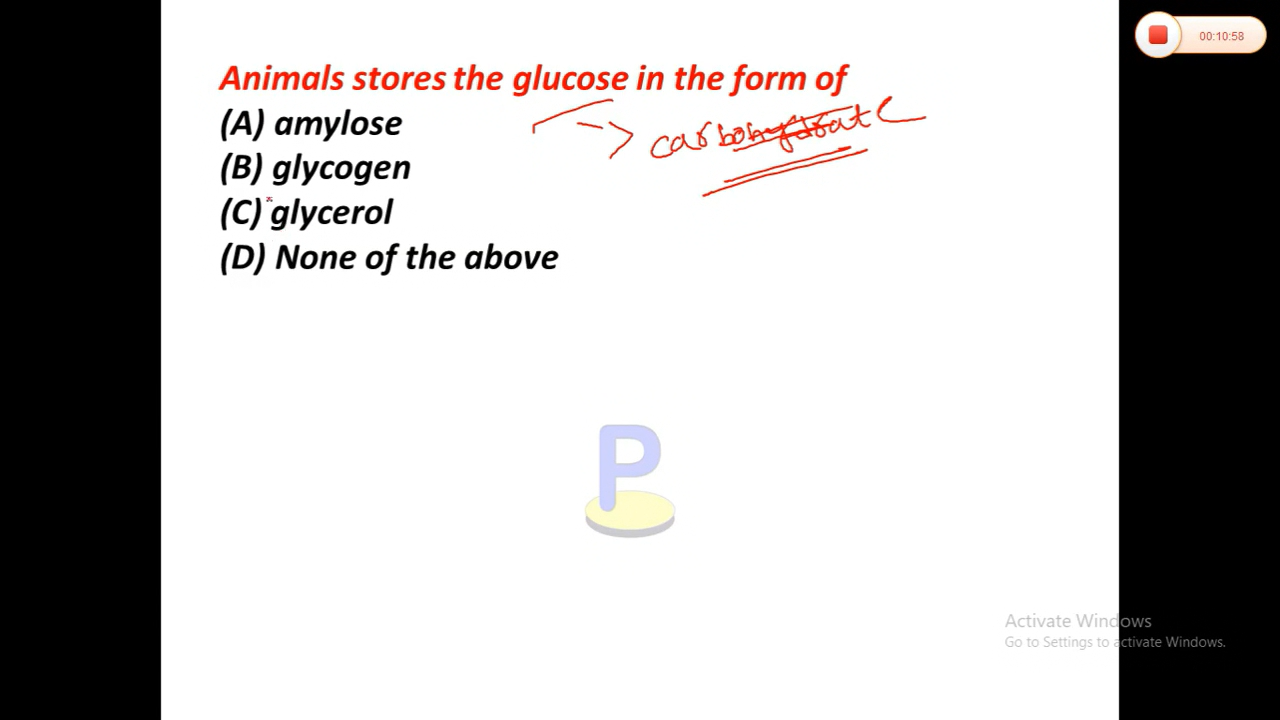 00:10:58
Animals stores the glucose in the form of
(A) amylose
carbohydrate
(B) glycogen
(C) glycerol
(D) None of the above
P
Activate Windows
Go to Settings to activate Windows.